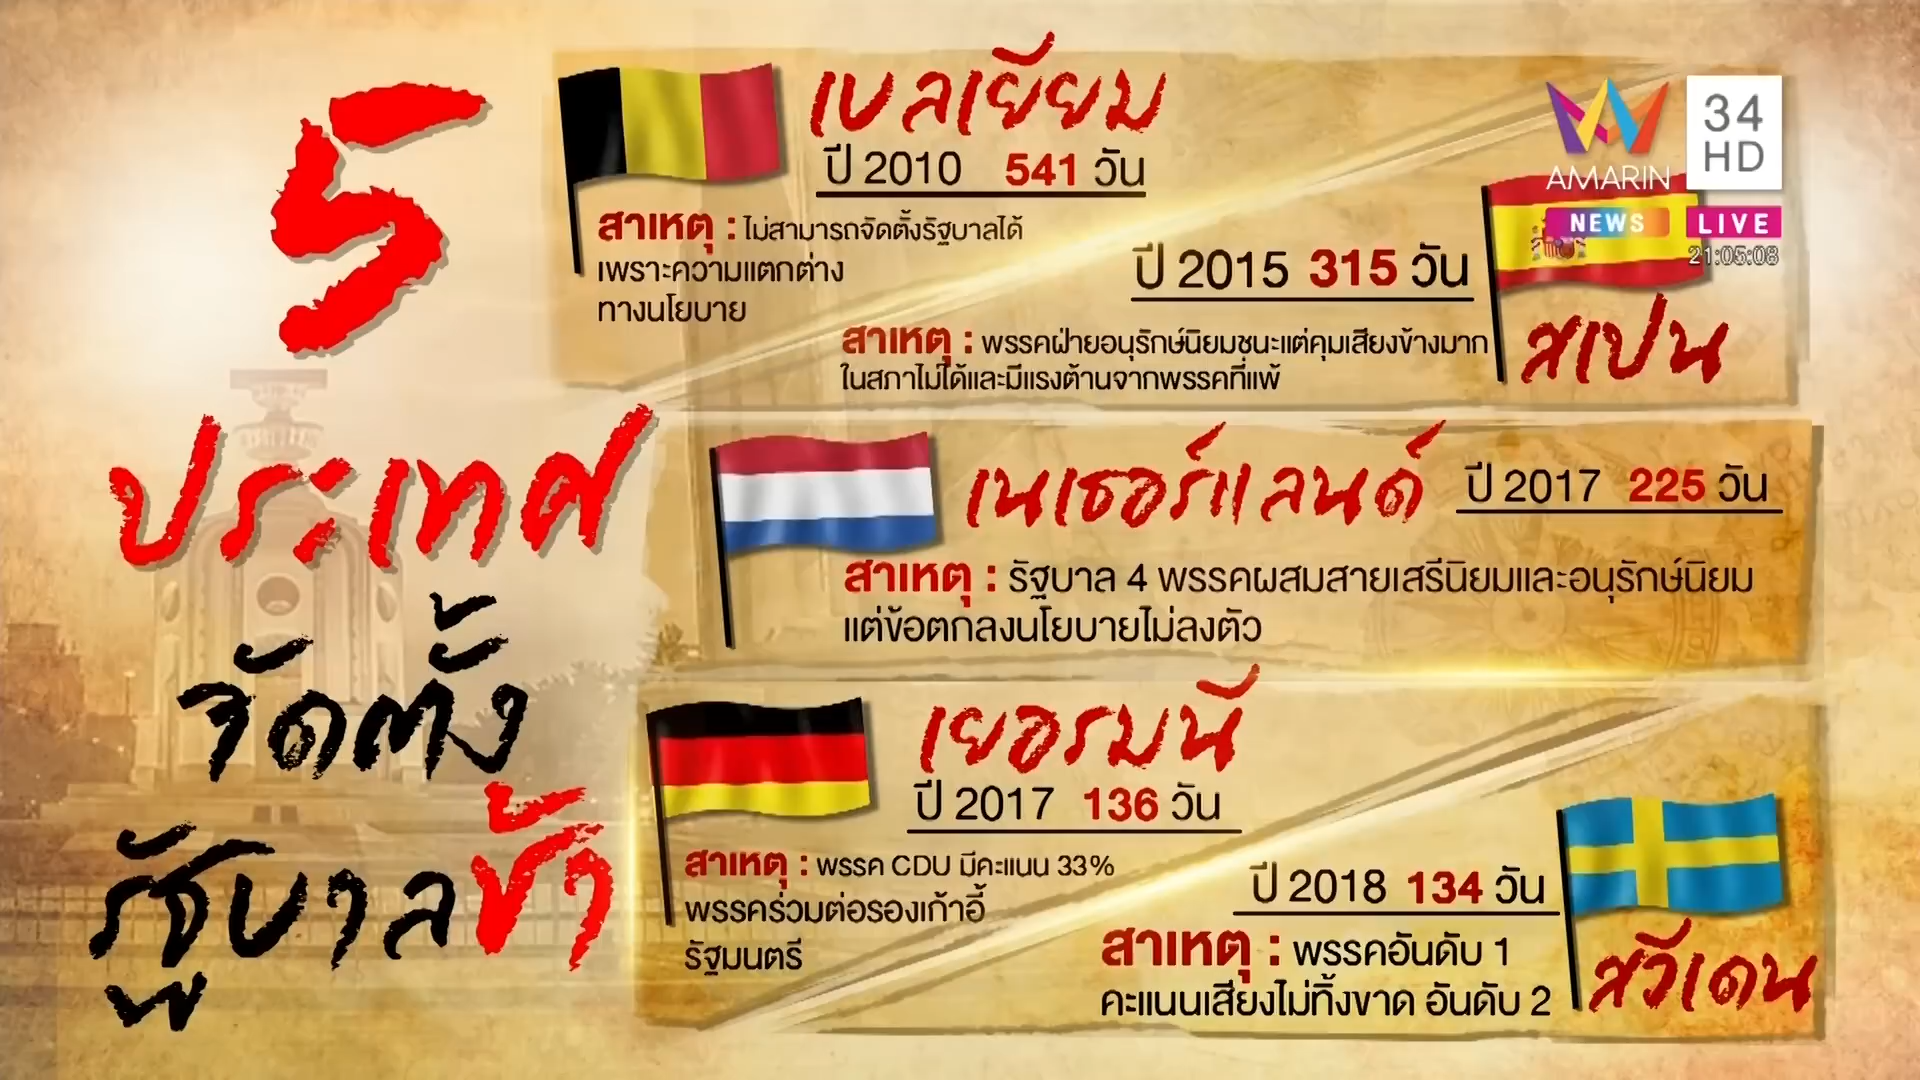 5
ประเทศ
จัดตั้ง
รัฐบาลช้า
เบลเยียม
ปี 2010 541 วัน
สาเหตุ : ไม่สามารถจัดตั้งรัฐบาลได้
เพราะความแตกต่าง
ทางนโยบาย
AMARIN
34
HD
NEWS
LIVE
21:05:08
ปี 2015 315 วัน
สเปน
สาเหตุ : พรรคฝ่ายอนุรักษ์นิยมชนะแต่คุมเสียงข้างมาก
ในสภาไม่ได้และมีแรงต้านจากพรรคที่แพ้
เนเธอร์แลนด์
ปี 2017 225 วัน
สาเหตุ : รัฐบาล 4 พรรคผสมสายเสรีนิยมและอนุรักษ์นิยม
แต่ข้อตกลงนโยบายไม่ลงตัว
เยอรมนี
ปี 2017 136 วัน
สาเหตุ : พรรค CDU มีคะแนน 33%
พรรคร่วมต่อรองเก้าอี้
รัฐมนตรี
ปี 2018 134 วัน
สวีเดน
สาเหตุ : พรรคอันดับ 1
คะแนนเสียงไม่ทิ้งขาด อันดับ 2